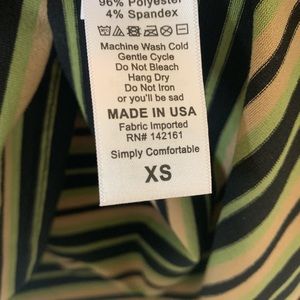 96% Polyester
4% Spandex
Machine Wash Cold
Gentle Cycle
Do Not Bleach
Hang Dry
Do Not Iron
or you'll be sad
MADE IN USA
Fabric Imported
RN# 142161
Simply Comfortable
XS